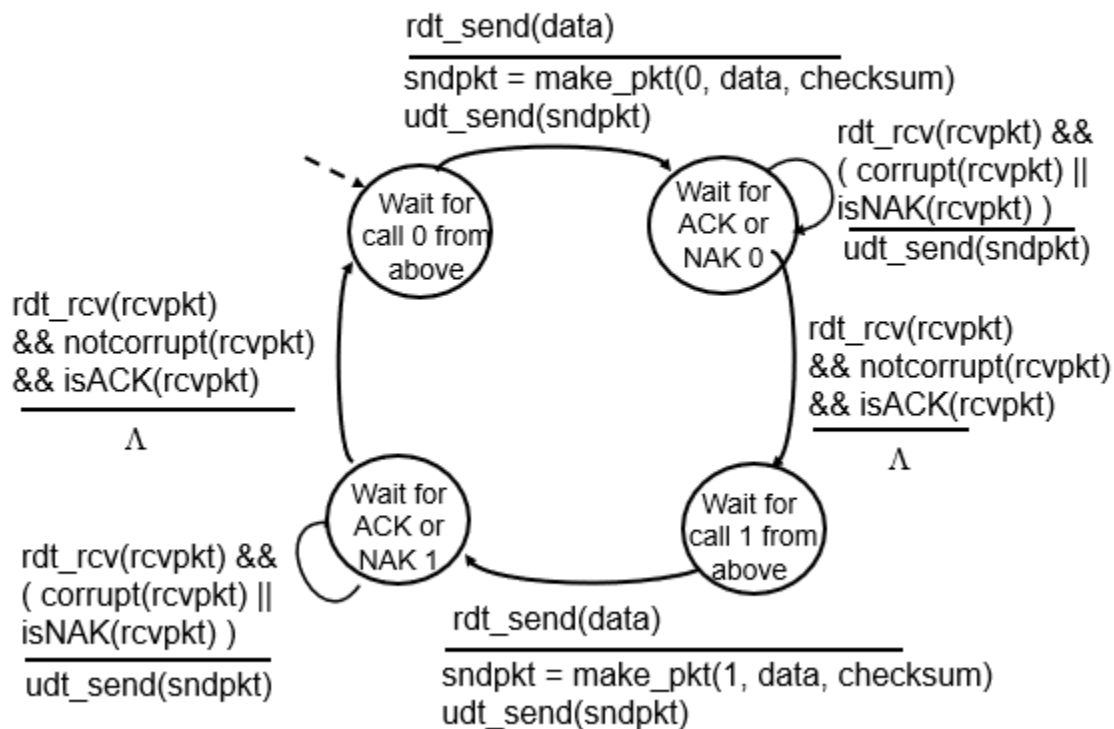 rdt_send(data)
sndpkt = make_pkt(0, data, checksum)
udt_send(sndpkt)
Wait for
call 0 from
above
Wait for
ACK or
NAK 0
rdt_rcv(rcvpkt) &&
( corrupt(rcvpkt) ||
isNAK(rcvpkt) )
udt_send(sndpkt)
rdt_rcv(rcvpkt)
&& notcorrupt(rcvpkt)
&& isACK(rcvpkt)
Λ
rdt_rcv(rcvpkt)
&& notcorrupt(rcvpkt)
&& isACK(rcvpkt)
Λ
Wait for
call 1 from
above
rdt_send(data)
sndpkt = make_pkt(1, data, checksum)
udt_send(sndpkt)
Wait for
ACK or
NAK 1
rdt_rcv(rcvpkt) &&
( corrupt(rcvpkt) ||
isNAK(rcvpkt) )
udt_send(sndpkt)